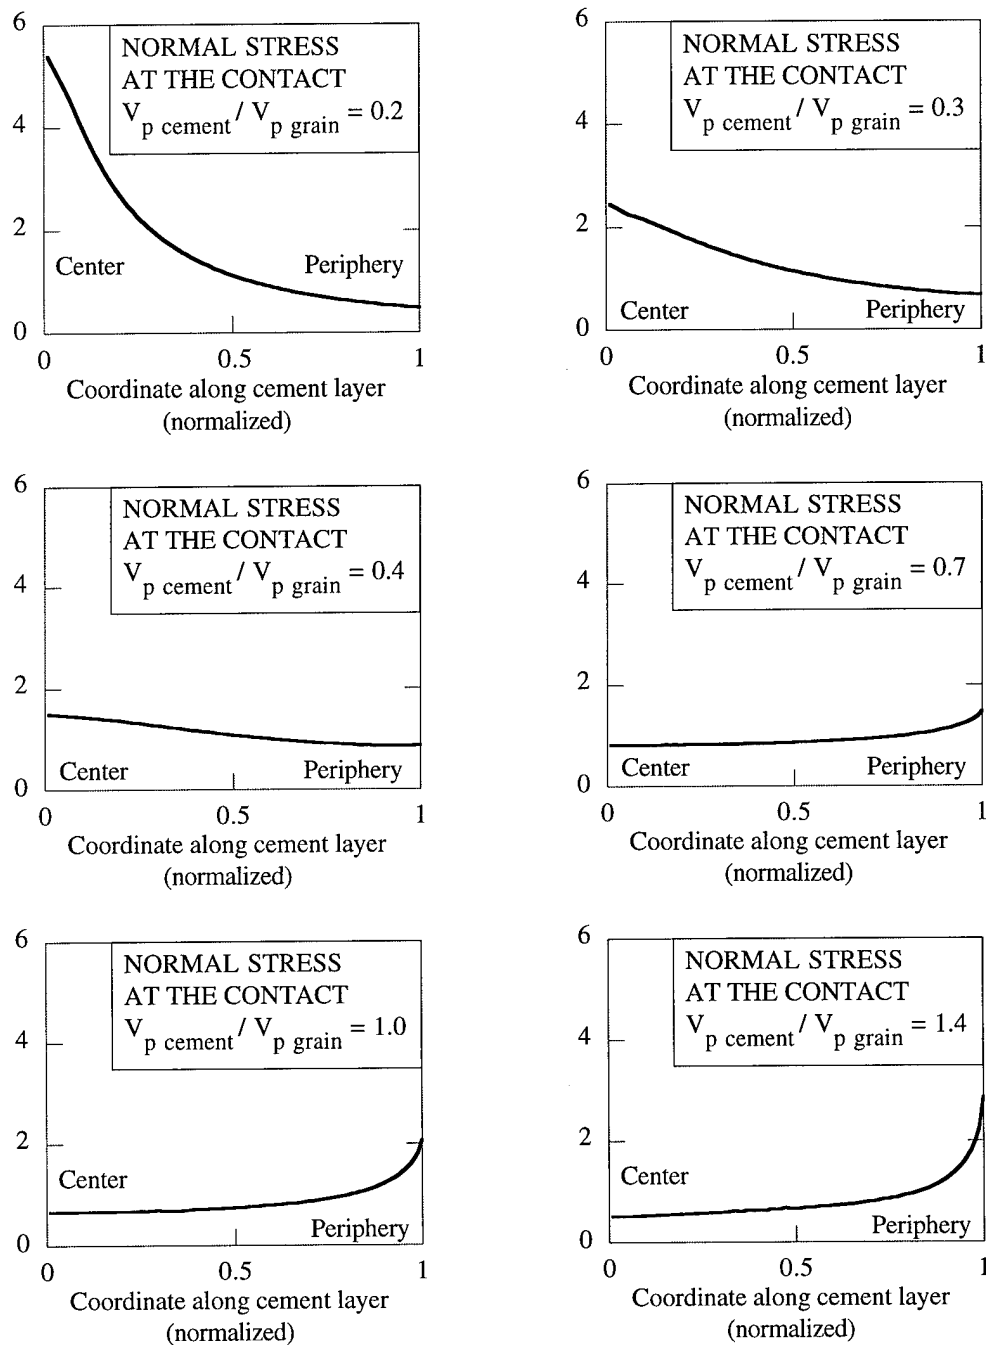 6
NORMAL STRESS
AT THE CONTACT
V p cement / V p grain = 0.2
4
2
Center
Periphery
0
0 0.5 1
Coordinate along cement layer
(normalized)
6
NORMAL STRESS
AT THE CONTACT
V p cement / V p grain = 0.3
4
2
Center
Periphery
0
0 0.5 1
Coordinate along cement layer
(normalized)
6
NORMAL STRESS
AT THE CONTACT
V p cement / V p grain = 0.4
4
2
Center
Periphery
0
0 0.5 1
Coordinate along cement layer
(normalized)
6
NORMAL STRESS
AT THE CONTACT
V p cement / V p grain = 0.7
4
2
Center
Periphery
0
0 0.5 1
Coordinate along cement layer
(normalized)
6
NORMAL STRESS
AT THE CONTACT
V p cement / V p grain = 1.0
4
2
Center
Periphery
0
0 0.5 1
Coordinate along cement layer
(normalized)
6
NORMAL STRESS
AT THE CONTACT
V p cement / V p grain = 1.4
4
2
Center
Periphery
0
0 0.5 1
Coordinate along cement layer
(normalized)